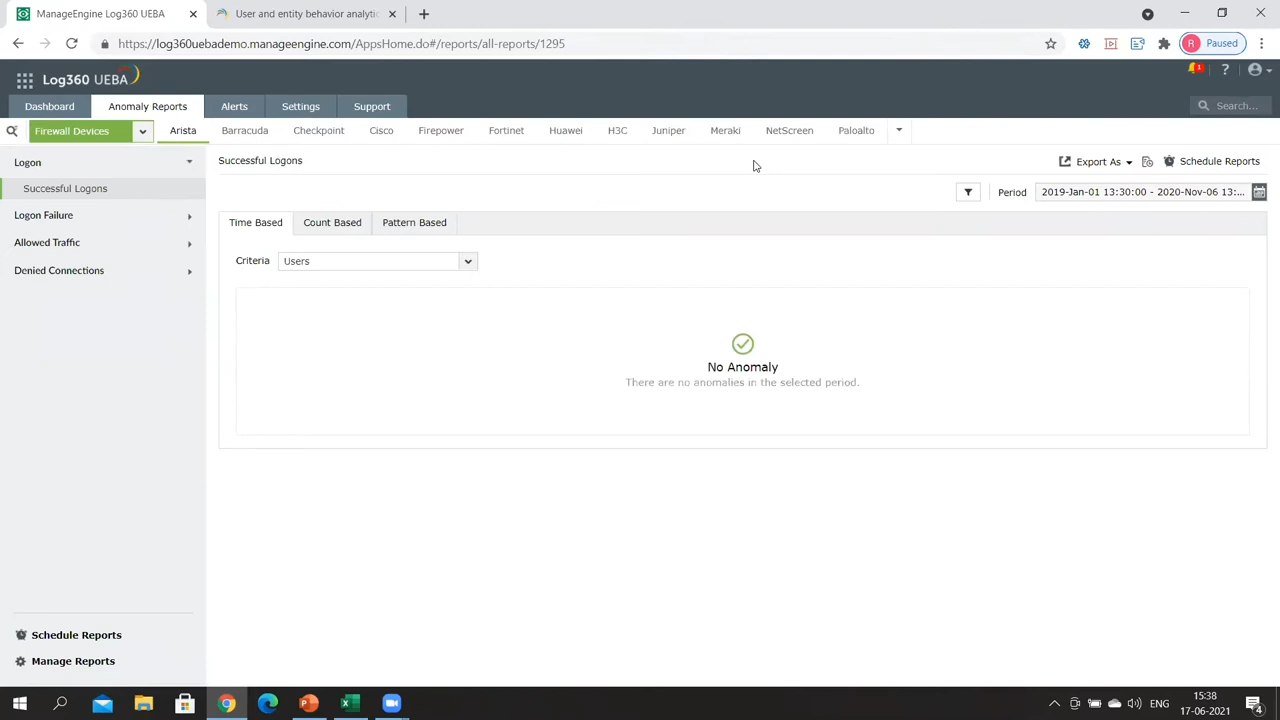 ManageEngine Log360 UEBA
User and entity behavior analytic
https://log360uebademo.manageengine.com/AppsHome.do#/reports/all-reports/1295
R Paused
Log360 UEBA
1
?
Dashboard
Anomaly Reports
Alerts
Settings
Support
Search...
Firewall Devices
Arista
Barracuda
Checkpoint
Cisco
Firepower
Fortinet
Huawei
H3C
Juniper
Meraki
NetScreen
Paloalto
Logon
Successful Logons
Logon Failure
Allowed Traffic
Denied Connections
Schedule Reports
Manage Reports
Successful Logons
Export As
Schedule Reports
Period
2019-Jan-01 13:30:00 - 2020-Nov-06 13:...
Time Based
Count Based
Pattern Based
Criteria
Users
No Anomaly
There are no anomalies in the selected period.
ENG
15:38
17-06-2021
4